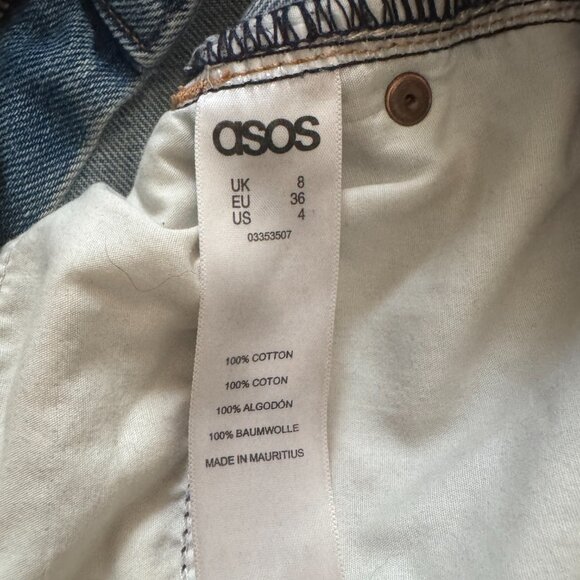 asos
UK 8
EU 36
US 4
03353507
100% COTTON
100% COTON
100% ALGODÓN
100% BAUMWOLLE
MADE IN MAURITIUS